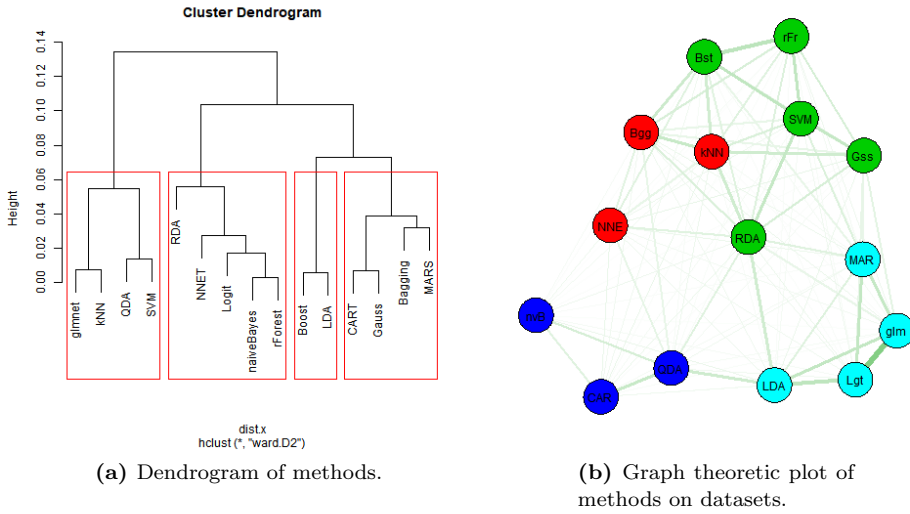 Cluster Dendrogram
Height
0.14
0.12
0.10
0.08
0.06
0.04
0.02
0.00
glmnet
kNN
QDA
SVM
RDA
NNET
Logit
naiveBayes
rForest
Boost
LDA
CART
Gauss
Bagging
MARS
dist.x
hclust (*, "ward.D2")
(a) Dendrogram of methods.
rFr
Bst
SVM
Bgg
kNN
Gss
NNE
RDA
MAR
nvB
glm
QDA
LDA
Lgt
CAR
(b) Graph theoretic plot of
methods on datasets.